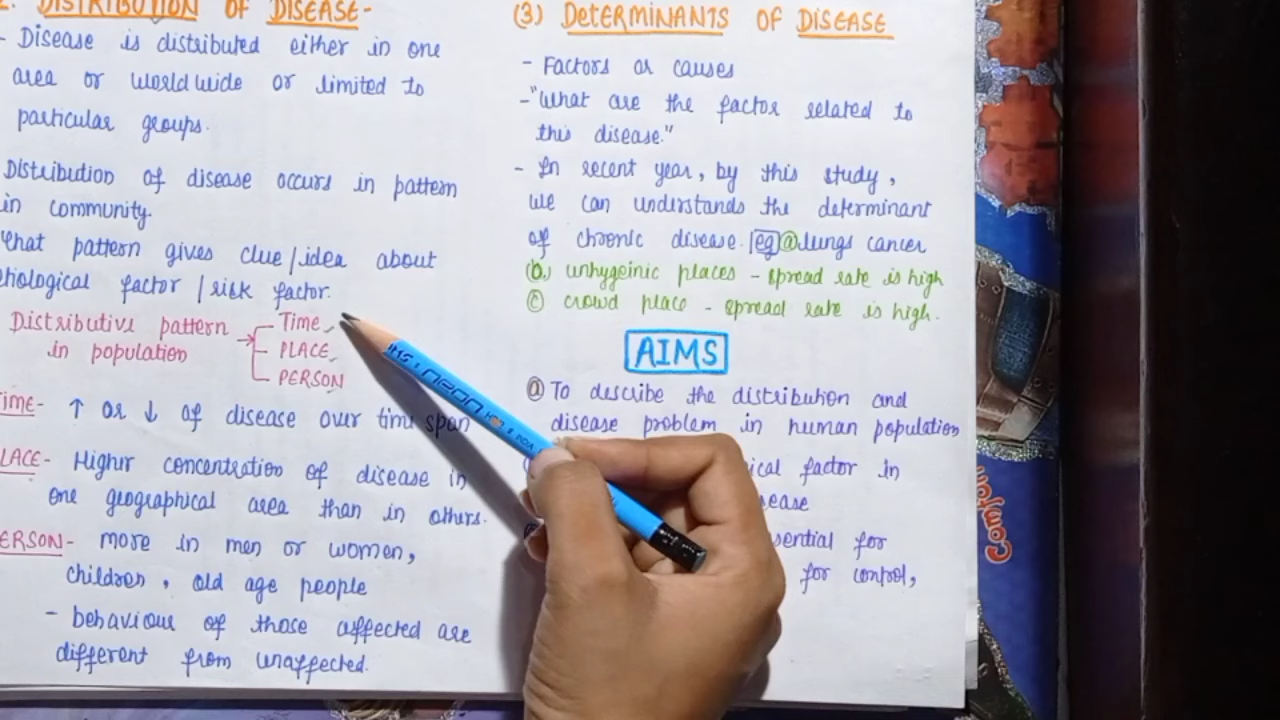 2. DISTRIBUTION OF DISEASE-
- Disease is distributed either in one
area or worldwide or limited to
particular groups.
Distribution of disease occurs in pattern
in community.
That pattern gives clue/idea about
factor / risk factor.
Distributive pattern
in population
Time
PLACE
PERSON
TIME- ↑ or ↓ of disease over time span
PLACE- Higher concentration of disease in
one geographical area than in others.
PERSON- more in men or women,
children, old age people
- behaviour of those affected are
different from unaffected.
(3) DETERMINANTS OF DISEASE
- Factors or causes
- "What are the factor related to
this disease."
- In recent year, by this study,
we can understands the determinant
of chronic disease. eg @ lungs cancer
(b) unhygeinic places - spread rate is high
(c) crowd place - spread rate is high.
AIMS
(a) To describe the distribution and
disease problem in human population
factor in
for
for control,
Comfort